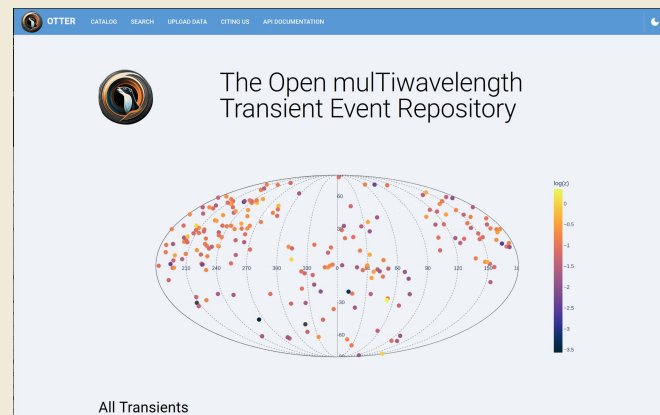 OTTER CATALOG SEARCH UPLOAD DATA CITING US API DOCUMENTATION
The Open mulTiwavelength
Transient Event Repository
log(z)
0
−0.5
−1
−1.5
−2
−2.5
−3
−3.5
60
30
210 240 270 300 330 0 30 60 90 120 150
−30
−60
All Transients